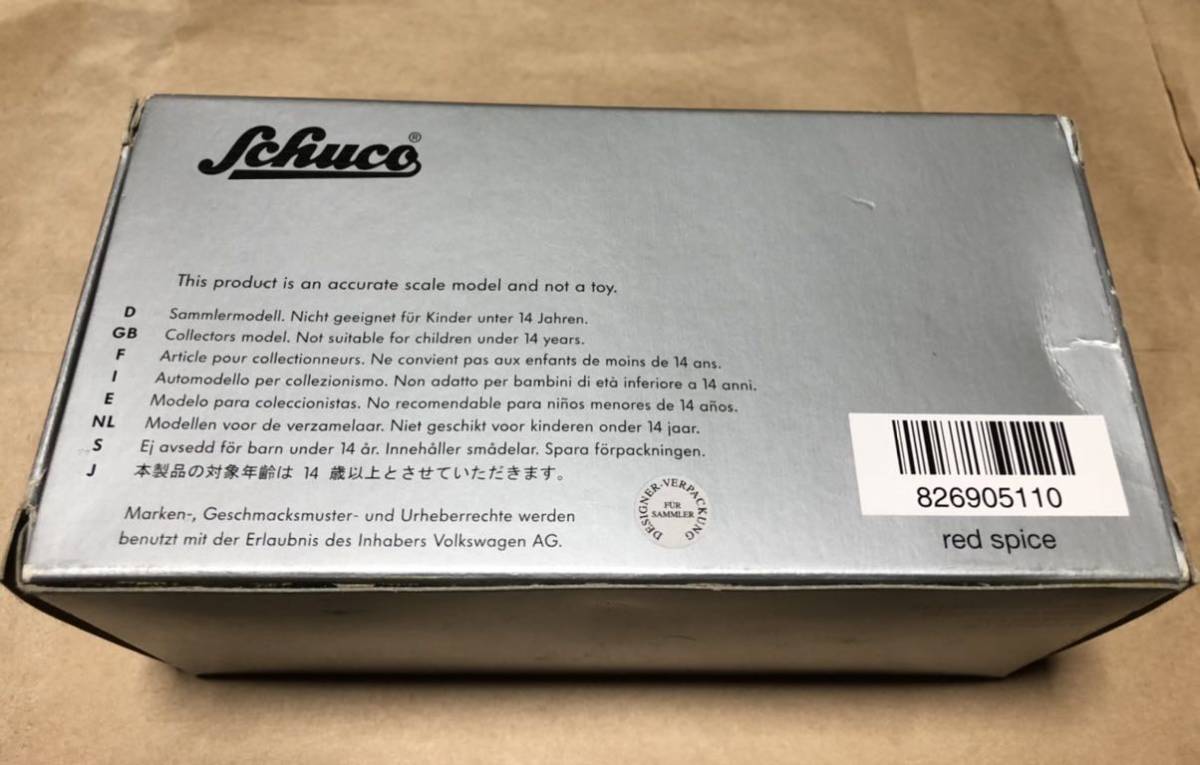 Schuco®
This product is an accurate scale model and not a toy.
D Sammlermodell. Nicht geeignet für Kinder unter 14 Jahren.
GB Collectors model. Not suitable for children under 14 years.
F Article pour collectionneurs. Ne convient pas aux enfants de moins de 14 ans.
I Automodello per collezionismo. Non adatto per bambini di età inferiore a 14 anni.
E Modelo para coleccionistas. No recomendable para niños menores de 14 años.
NL Modellen voor de verzamelaar. Niet geschikt voor kinderen onder 14 jaar.
S Ej avsedd för barn under 14 år. Innehåller smådelar. Spara förpackningen.
J 本製品の対象年齢は 14 歳以上とさせていただきます。
Marken-, Geschmacksmuster- und Urheberrechte werden
benutzt mit der Erlaubnis des Inhabers Volkswagen AG.
DESIGNER-VERPACKUNG
FÜR
SAMMLER
826905110
red spice